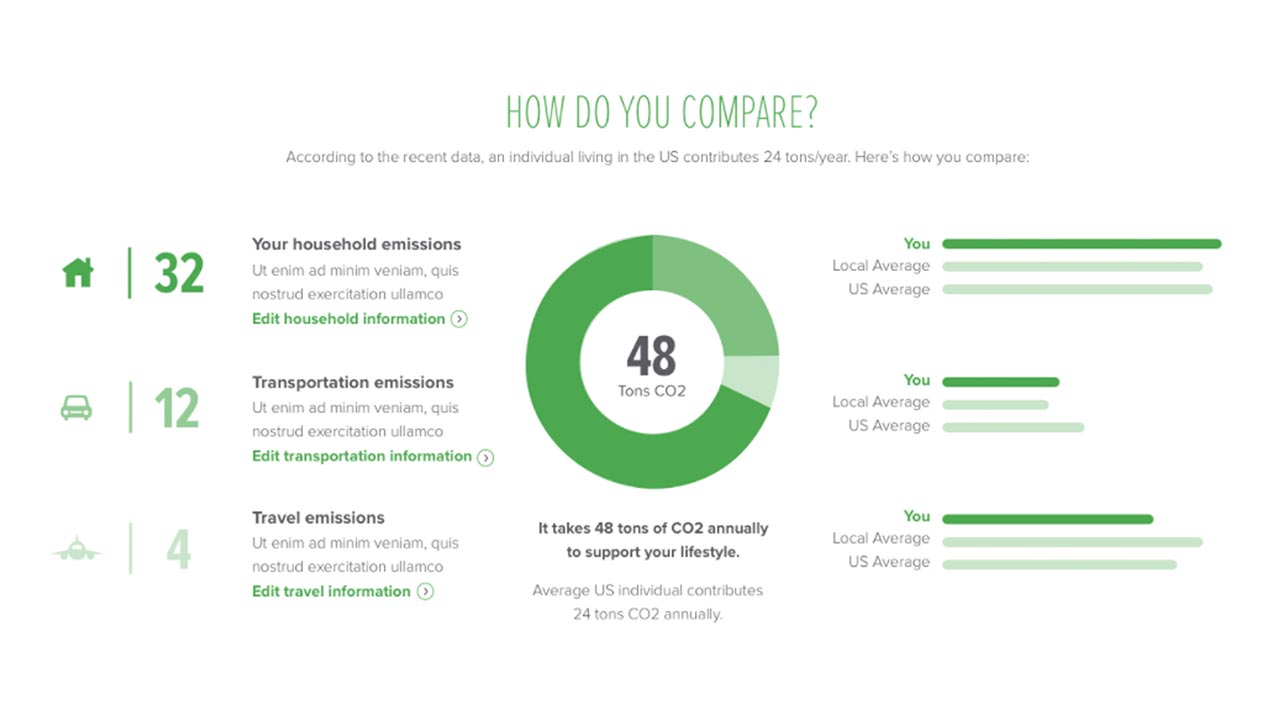 HOW DO YOU COMPARE?
According to the recent data, an individual living in the US contributes 24 tons/year. Here's how you compare:
32
Your household emissions
Ut enim ad minim veniam, quis
nostrud exercitation ullamco
Edit household information
12
Transportation emissions
Ut enim ad minim veniam, quis
nostrud exercitation ullamco
Edit transportation information
4
Travel emissions
Ut enim ad minim veniam, quis
nostrud exercitation ullamco
Edit travel information
48
Tons CO2
It takes 48 tons of CO2 annually
to support your lifestyle.
Average US individual contributes
24 tons CO2 annually.
You
Local Average
US Average
You
Local Average
US Average
You
Local Average
US Average